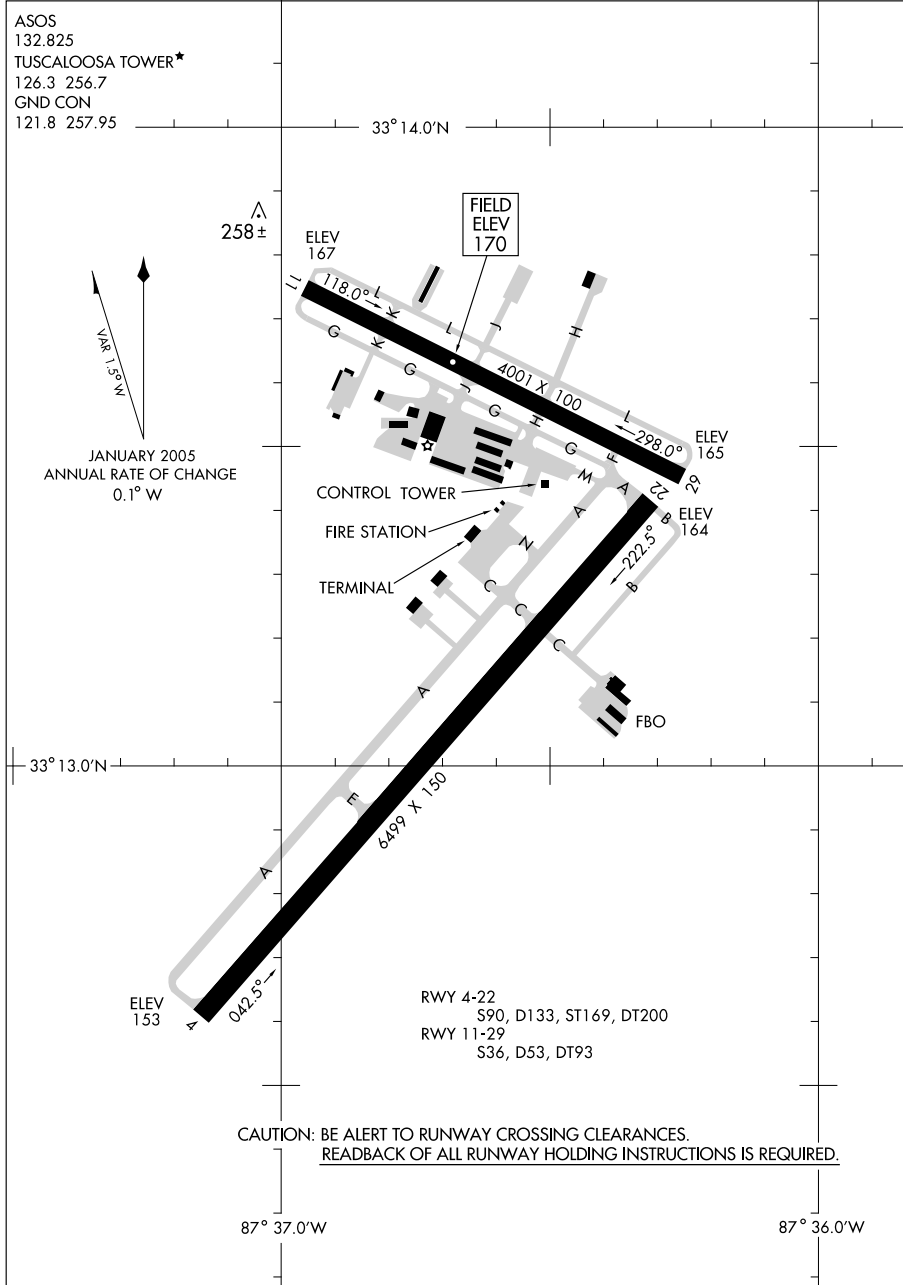 ASOS
132.825
TUSCALOOSA TOWER★
126.3 256.7
GND CON
121.8 257.95
33° 14.0'N
258 ±
FIELD
ELEV
170
ELEV
167
11
118.0°
L
K
L
J
H
G
K
G
J
4001 X 100
G
H
G
L
298.0°
ELEV
165
F
29
VAR 1.5° W
JANUARY 2005
ANNUAL RATE OF CHANGE
0.1° W
CONTROL TOWER
M
A
22
B
ELEV
164
FIRE STATION
A
N
222.5°
TERMINAL
C
C
B
C
A
FBO
33° 13.0'N
6499 X 150
E
A
042.5°
ELEV
153
4
RWY 4-22
S90, D133, ST169, DT200
RWY 11-29
S36, D53, DT93
CAUTION: BE ALERT TO RUNWAY CROSSING CLEARANCES.
READBACK OF ALL RUNWAY HOLDING INSTRUCTIONS IS REQUIRED.
87° 37.0'W
87° 36.0'W